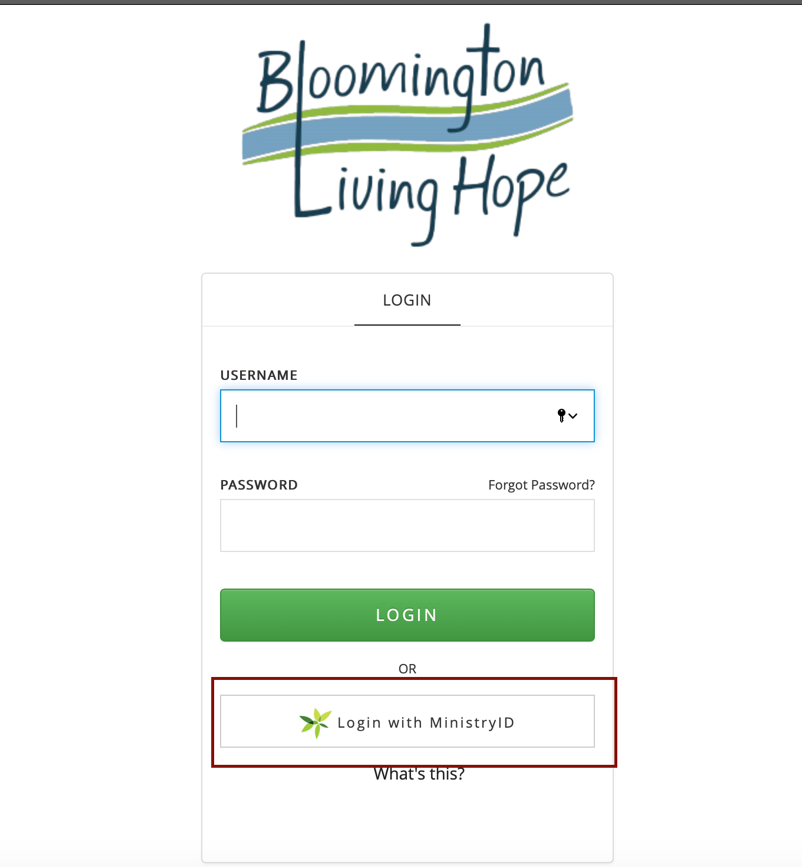 Bloomington
Living Hope
LOGIN
USERNAME
PASSWORD Forgot Password?
LOGIN
OR
Login with MinistryID
What's this?